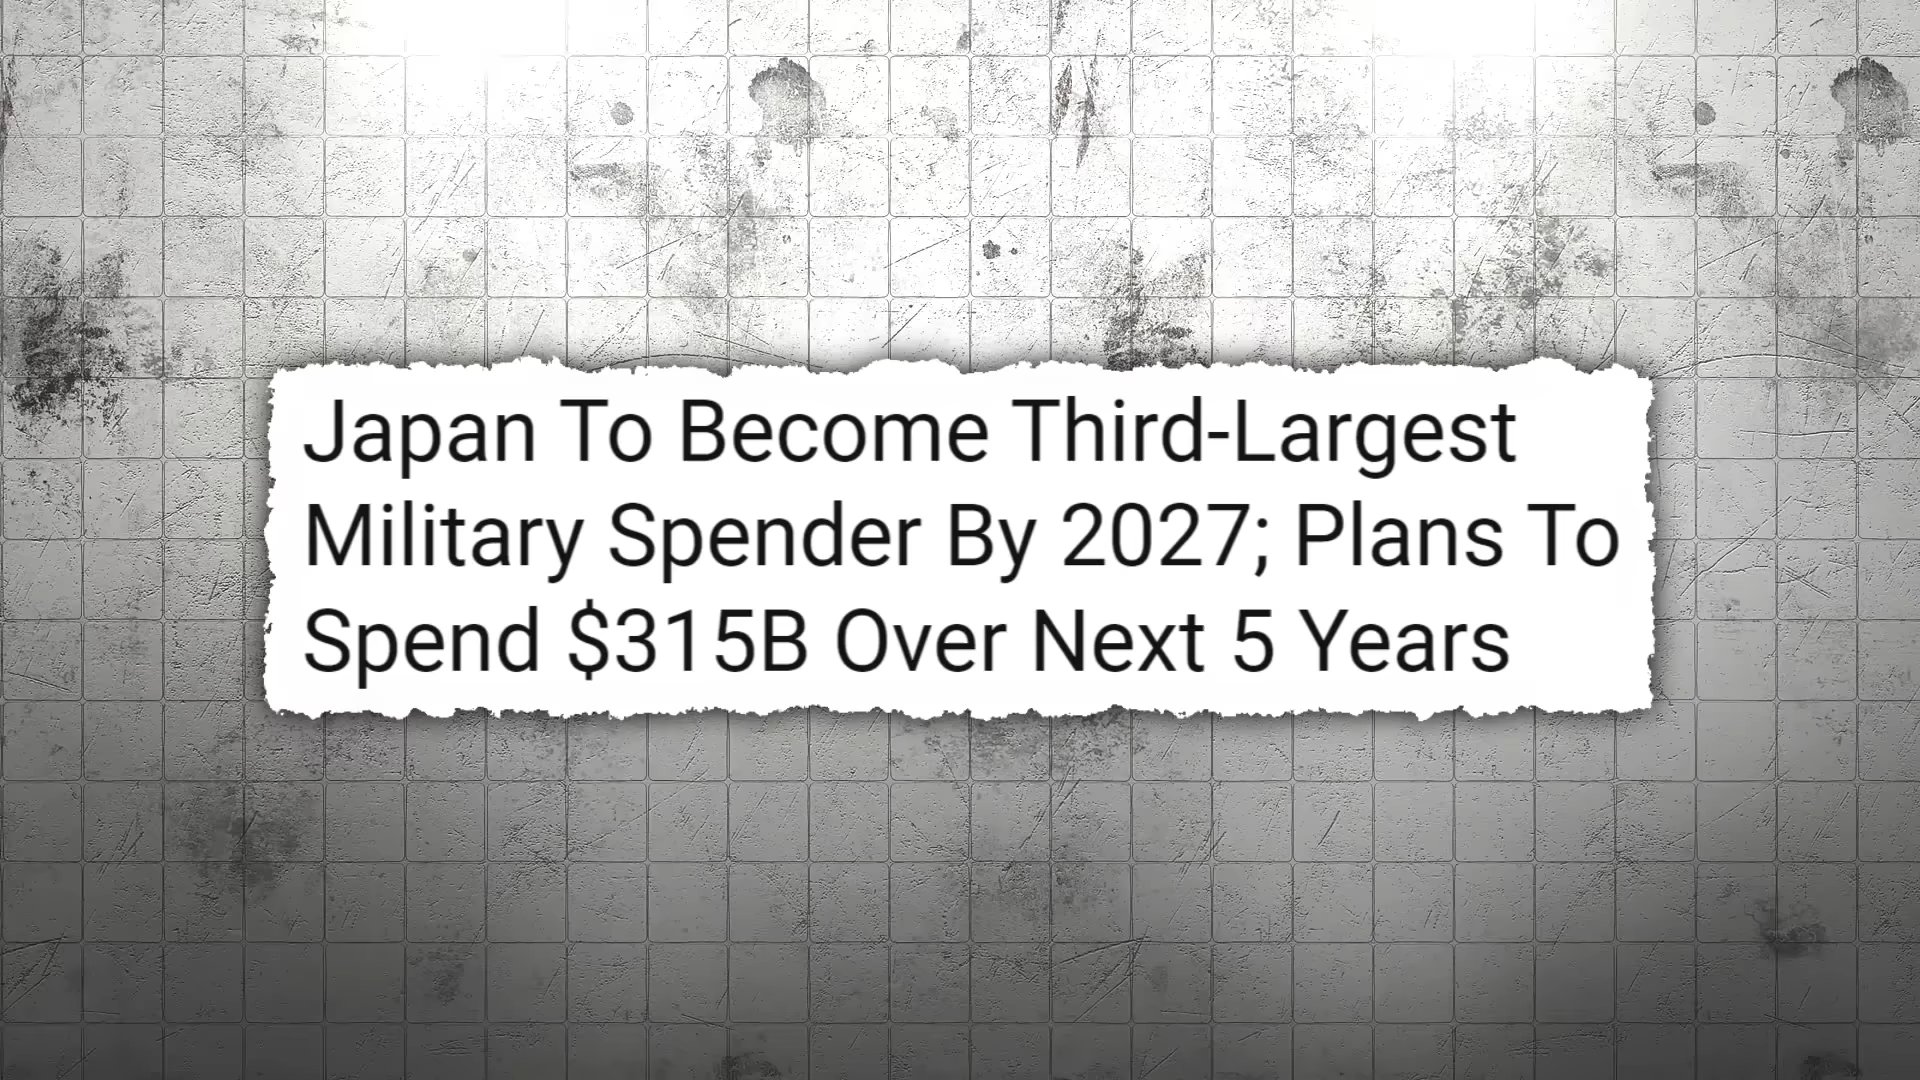 Japan To Become Third-Largest
Military Spender By 2027; Plans To
Spend $315B Over Next 5 Years